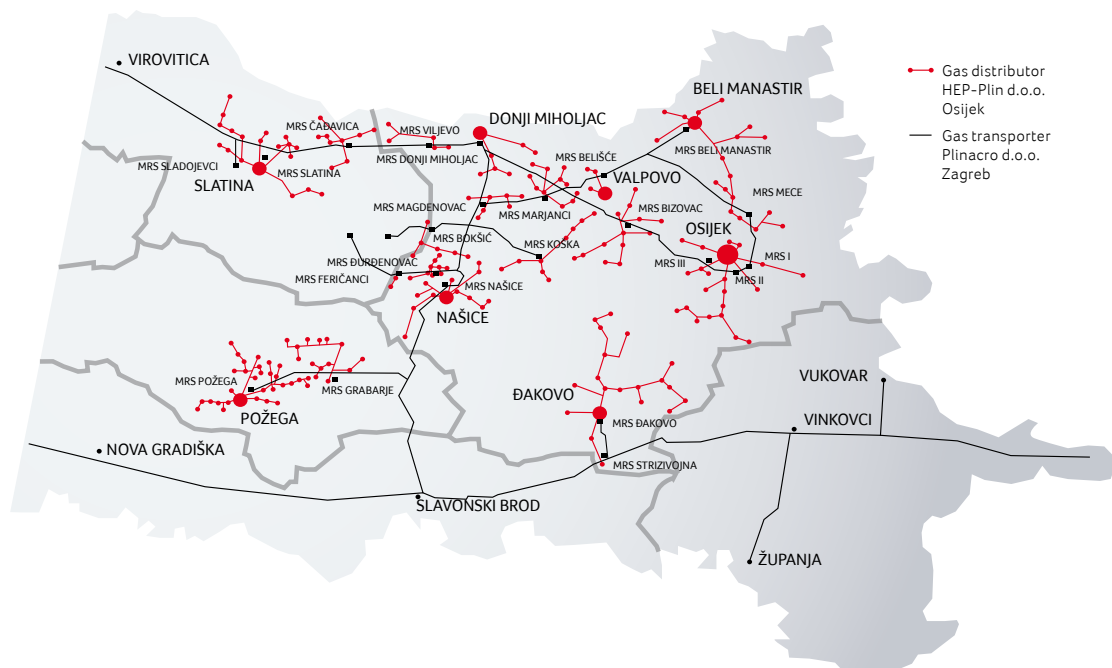 VIROVITICA
BELI MANASTIR
Gas distributor
HEP-Plin d.o.o.
Osijek
Gas transporter
Plinacro d.o.o.
Zagreb
DONJI MIHOLJAC
MRS ČAĐAVICA
MRS VILJEVO
MRS BELI MANASTIR
MRS DONJI MIHOLJAC
MRS BELIŠĆE
MRS SLADOJEVCI
MRS SLATINA
SLATINA
VALPOVO
MRS MECE
MRS MAGDENOVAC
MRS MARJANCI
MRS BIZOVAC
OSIJEK
MRS BOKŠIĆ
MRS KOSKA
MRS I
MRS ĐURĐENOVAC
MRS III
MRS II
MRS FERIČANCI
MRS NAŠICE
NAŠICE
MRS POŽEGA
MRS GRABARJE
POŽEGA
ĐAKOVO
VUKOVAR
MRS ĐAKOVO
VINKOVCI
NOVA GRADIŠKA
MRS STRIZIVOJNA
SLAVONSKI BROD
ŽUPANJA